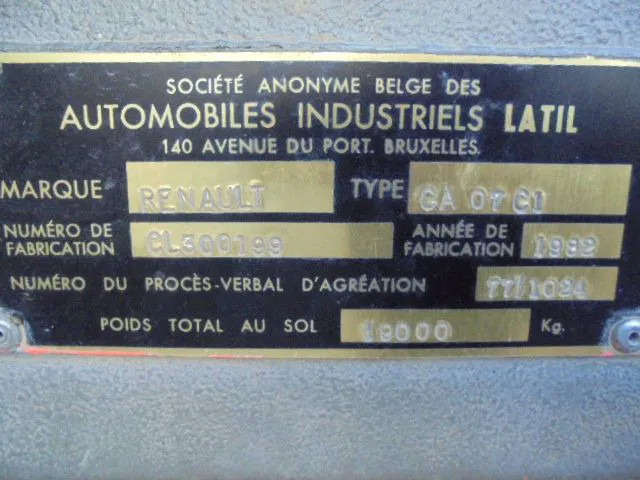 SOCIÉTÉ ANONYME BELGE DES
AUTOMOBILES INDUSTRIELS LATIL
140 AVENUE DU PORT. BRUXELLES.
MARQUE RENAULT TYPE CA 07 C1
NUMÉRO DE FABRICATION CL300199 ANNÉE DE FABRICATION 1982
NUMÉRO DU PROCÈS-VERBAL D'AGRÉATION 77/1024
POIDS TOTAL AU SOL 19000 Kg.